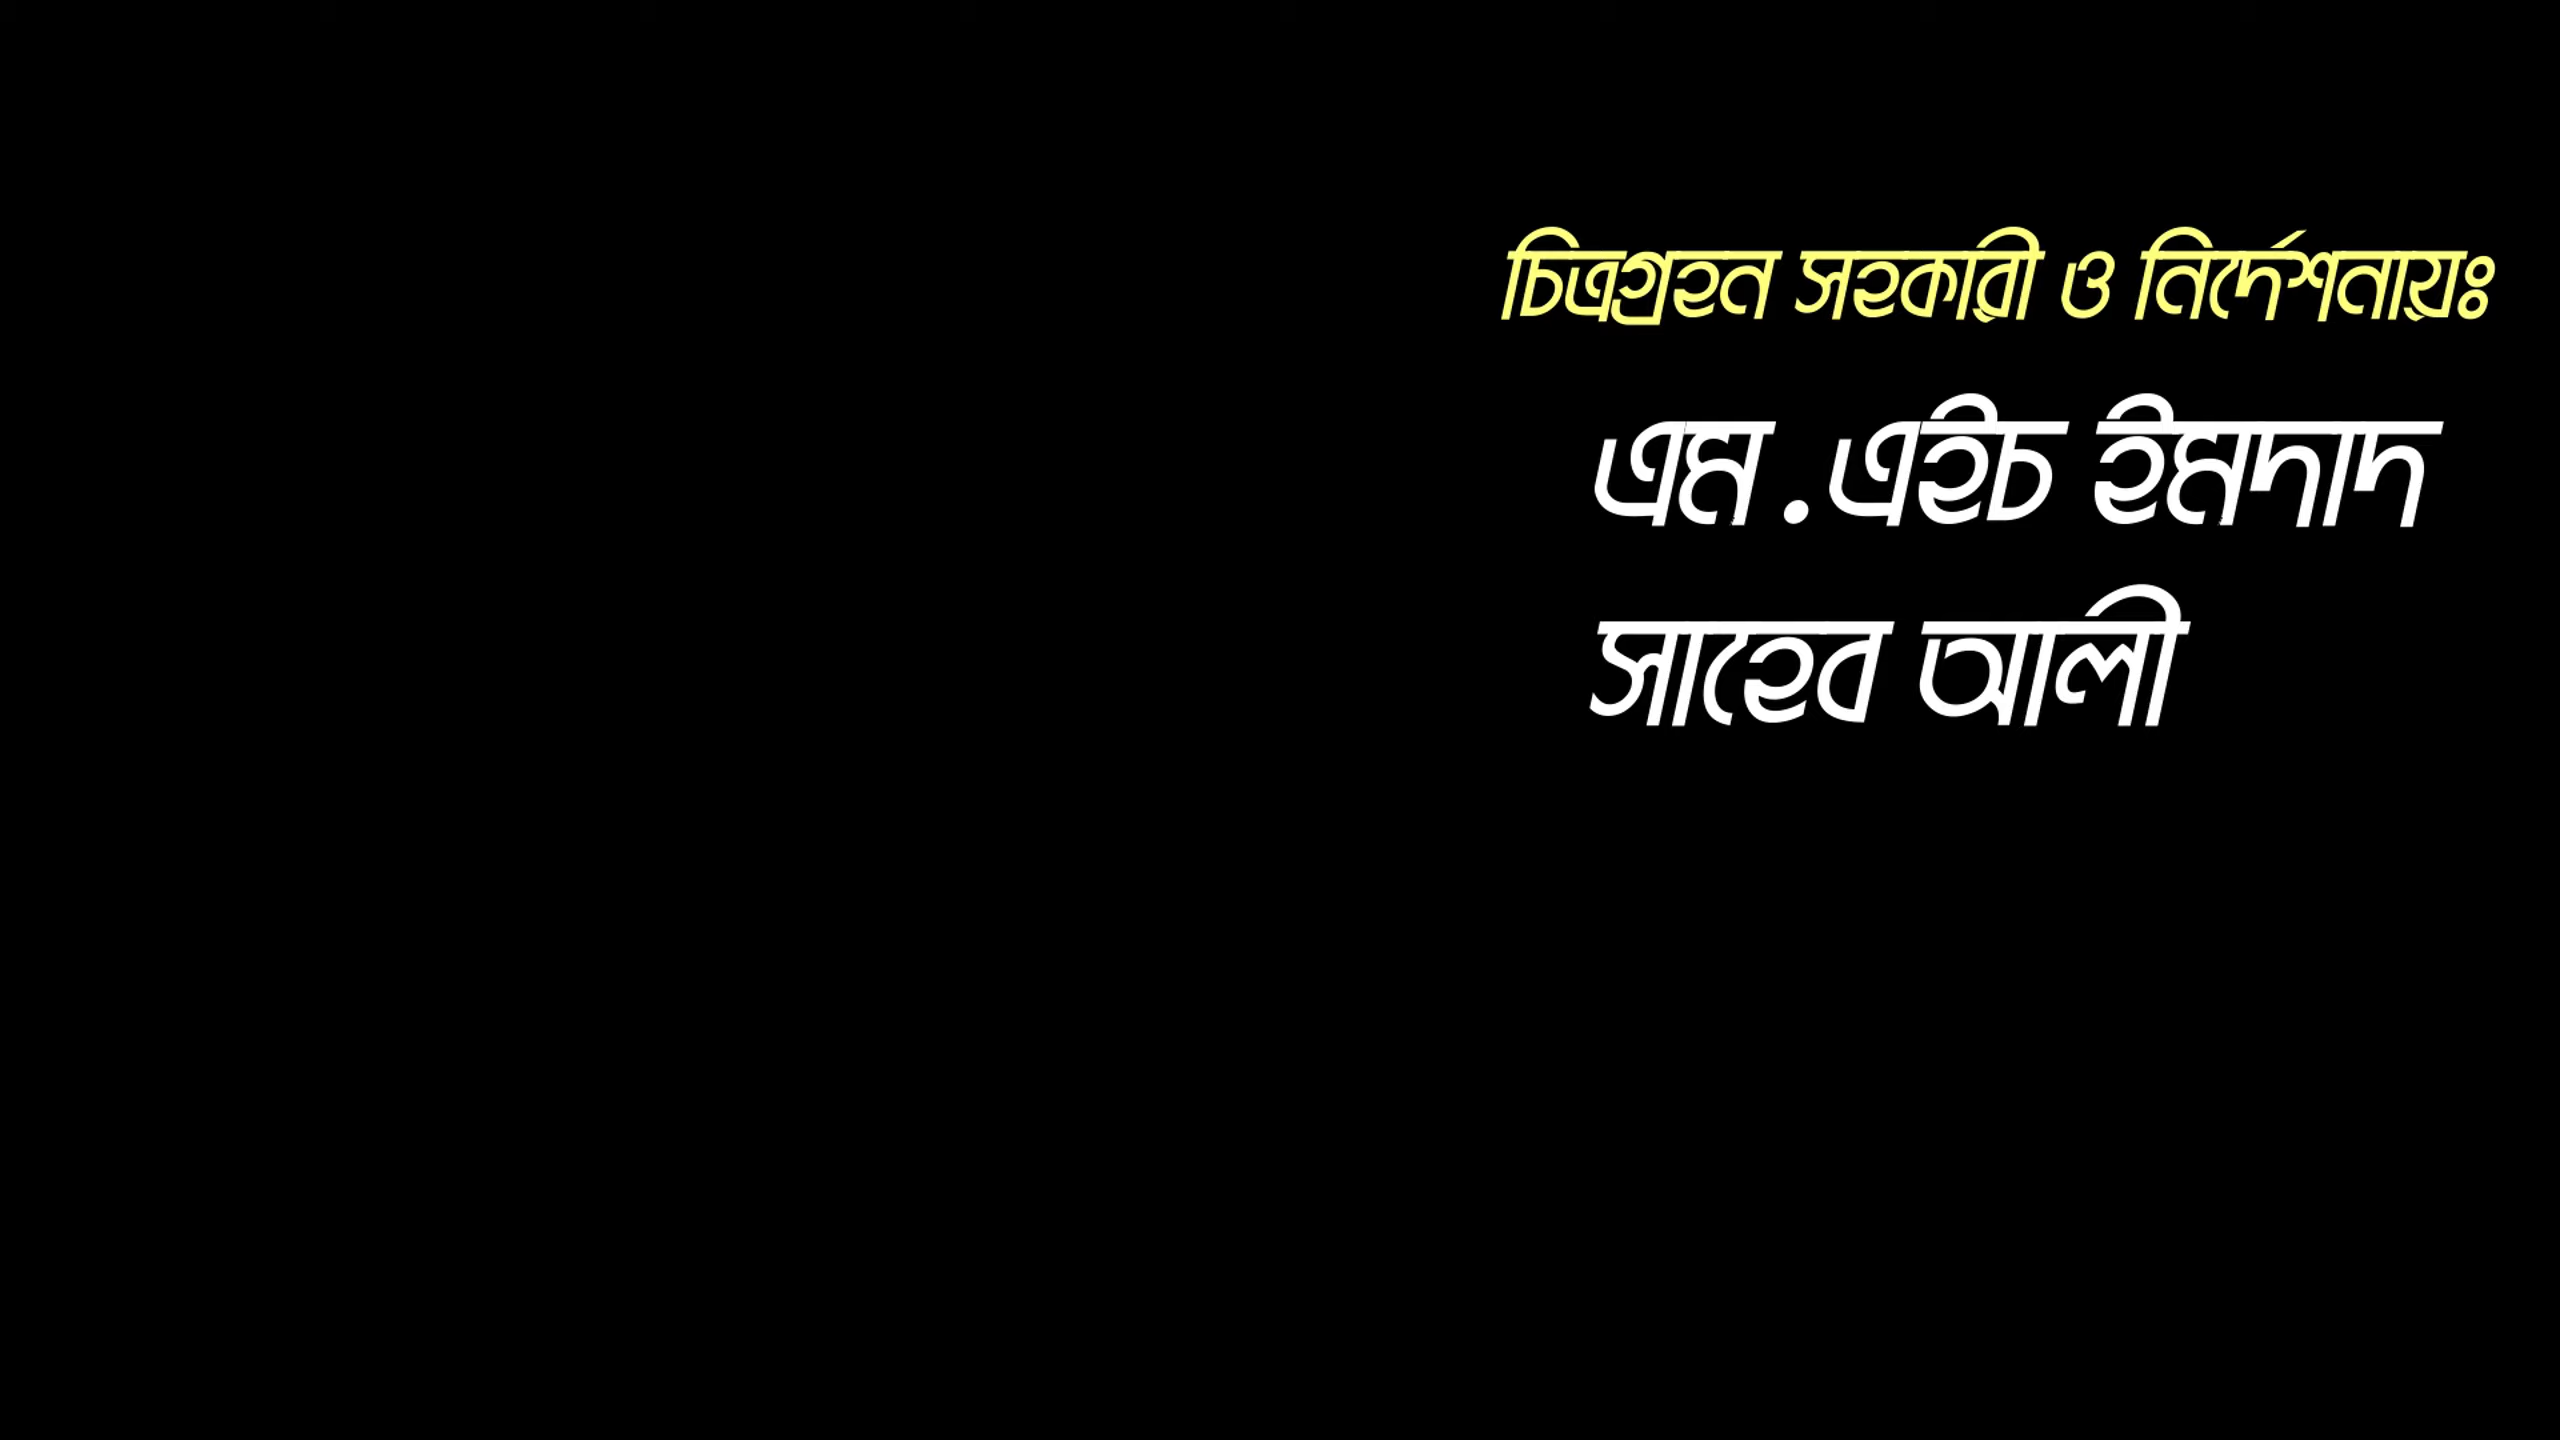 চিত্রগ্রহন সহকারী ও নির্দেশনায়ঃ
এম .এইচ ইমদাদ
সাহেব আলী